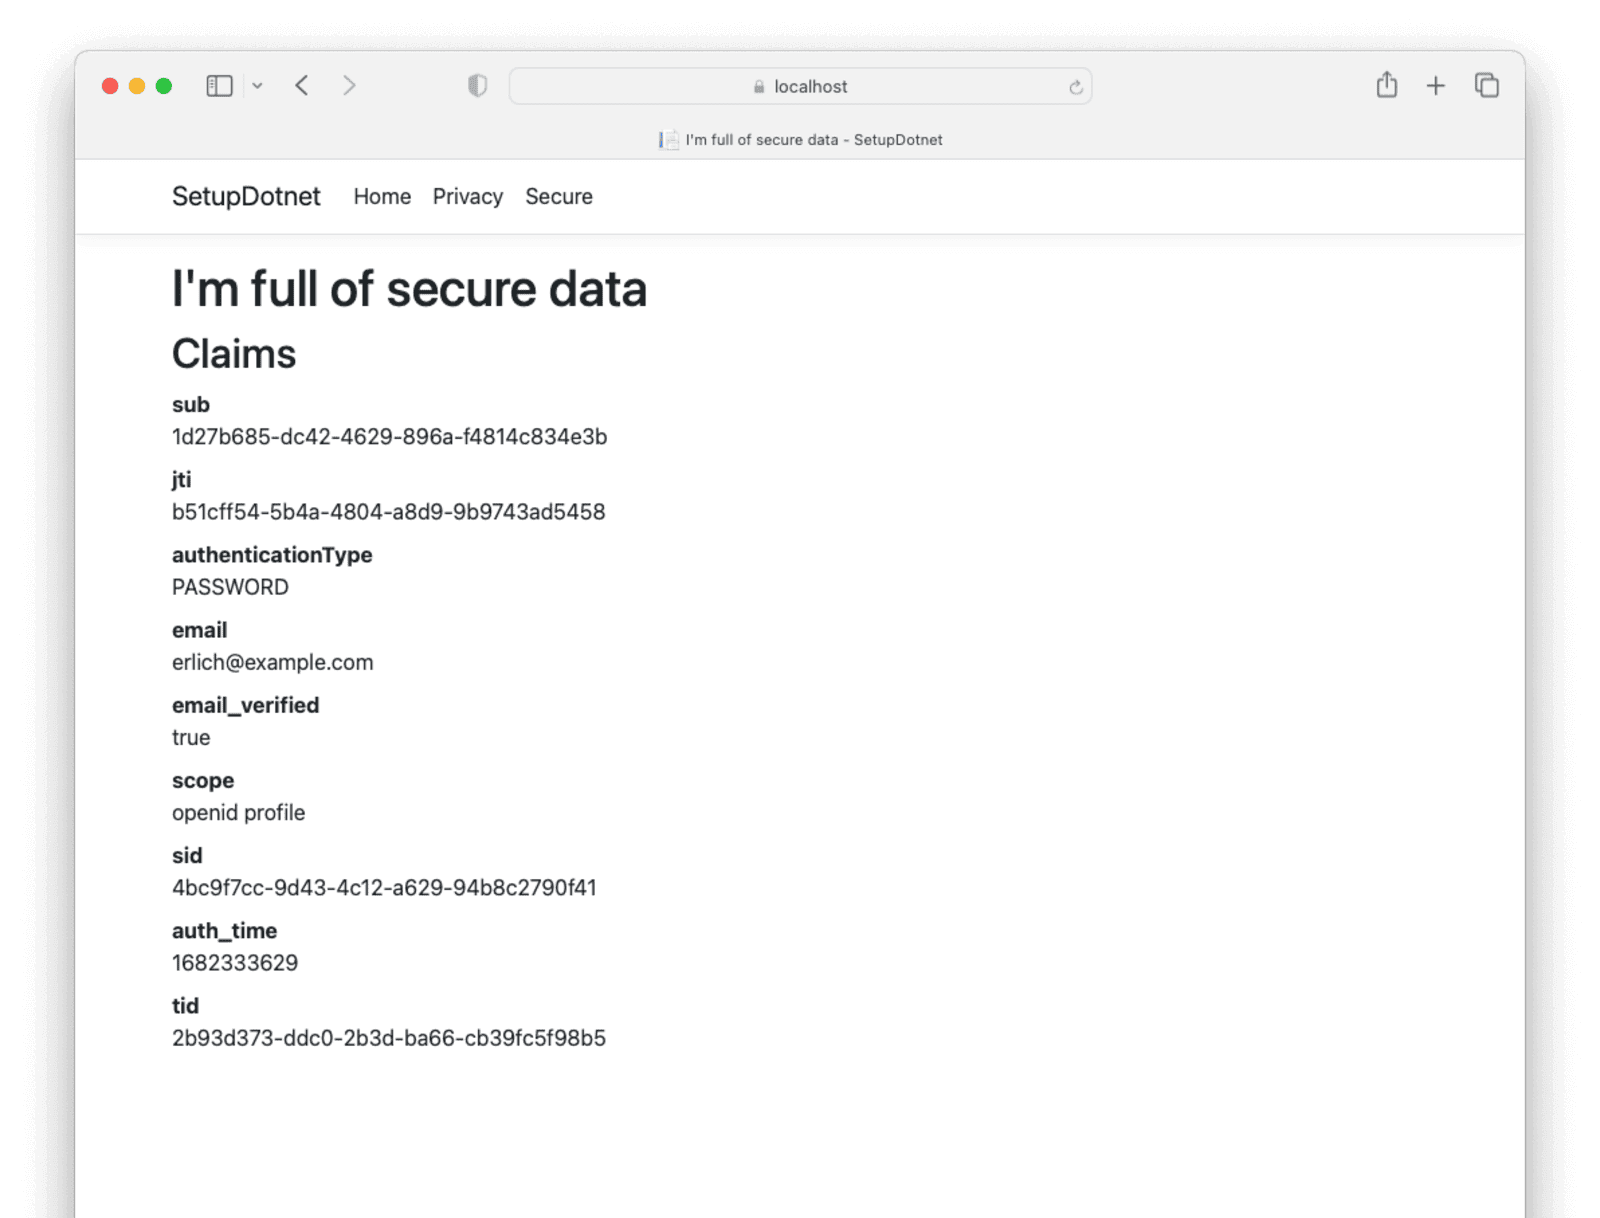 localhost
I'm full of secure data - SetupDotnet
SetupDotnet Home Privacy Secure
I'm full of secure data
Claims
sub
1d27b685-dc42-4629-896a-f4814c834e3b
jti
b51cff54-5b4a-4804-a8d9-9b9743ad5458
authenticationType
PASSWORD
email
erlich@example.com
email_verified
true
scope
openid profile
sid
4bc9f7cc-9d43-4c12-a629-94b8c2790f41
auth_time
1682333629
tid
2b93d373-ddc0-2b3d-ba66-cb39fc5f98b5